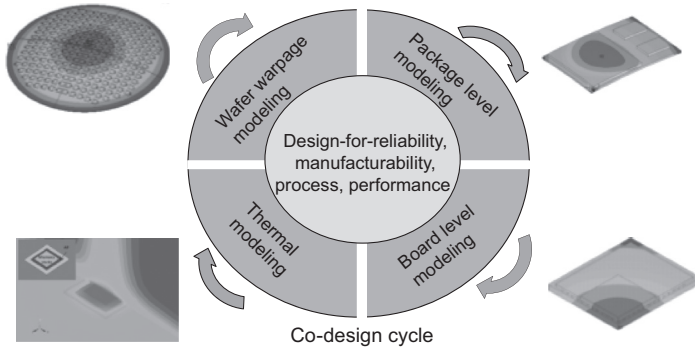 Wafer warpage
modeling
Package level
modeling
Design-for-reliability,
manufacturability,
process, performance
Thermal
modeling
Board level
modeling
Co-design cycle